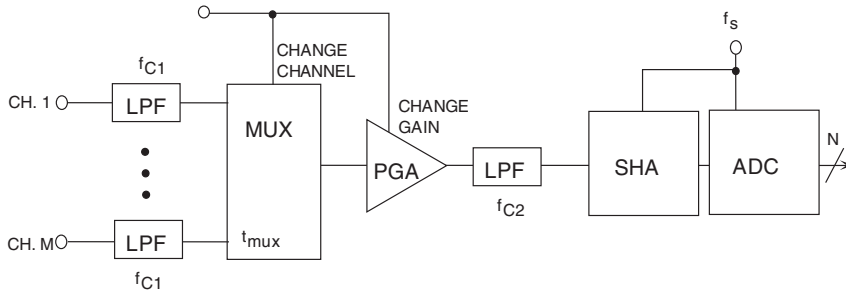 f_s
CHANGE
CHANNEL
f_C1
CH. 1
LPF
MUX
CHANGE
GAIN
PGA
LPF
f_C2
SHA
ADC
N
CH. M
LPF
t_mux
f_C1